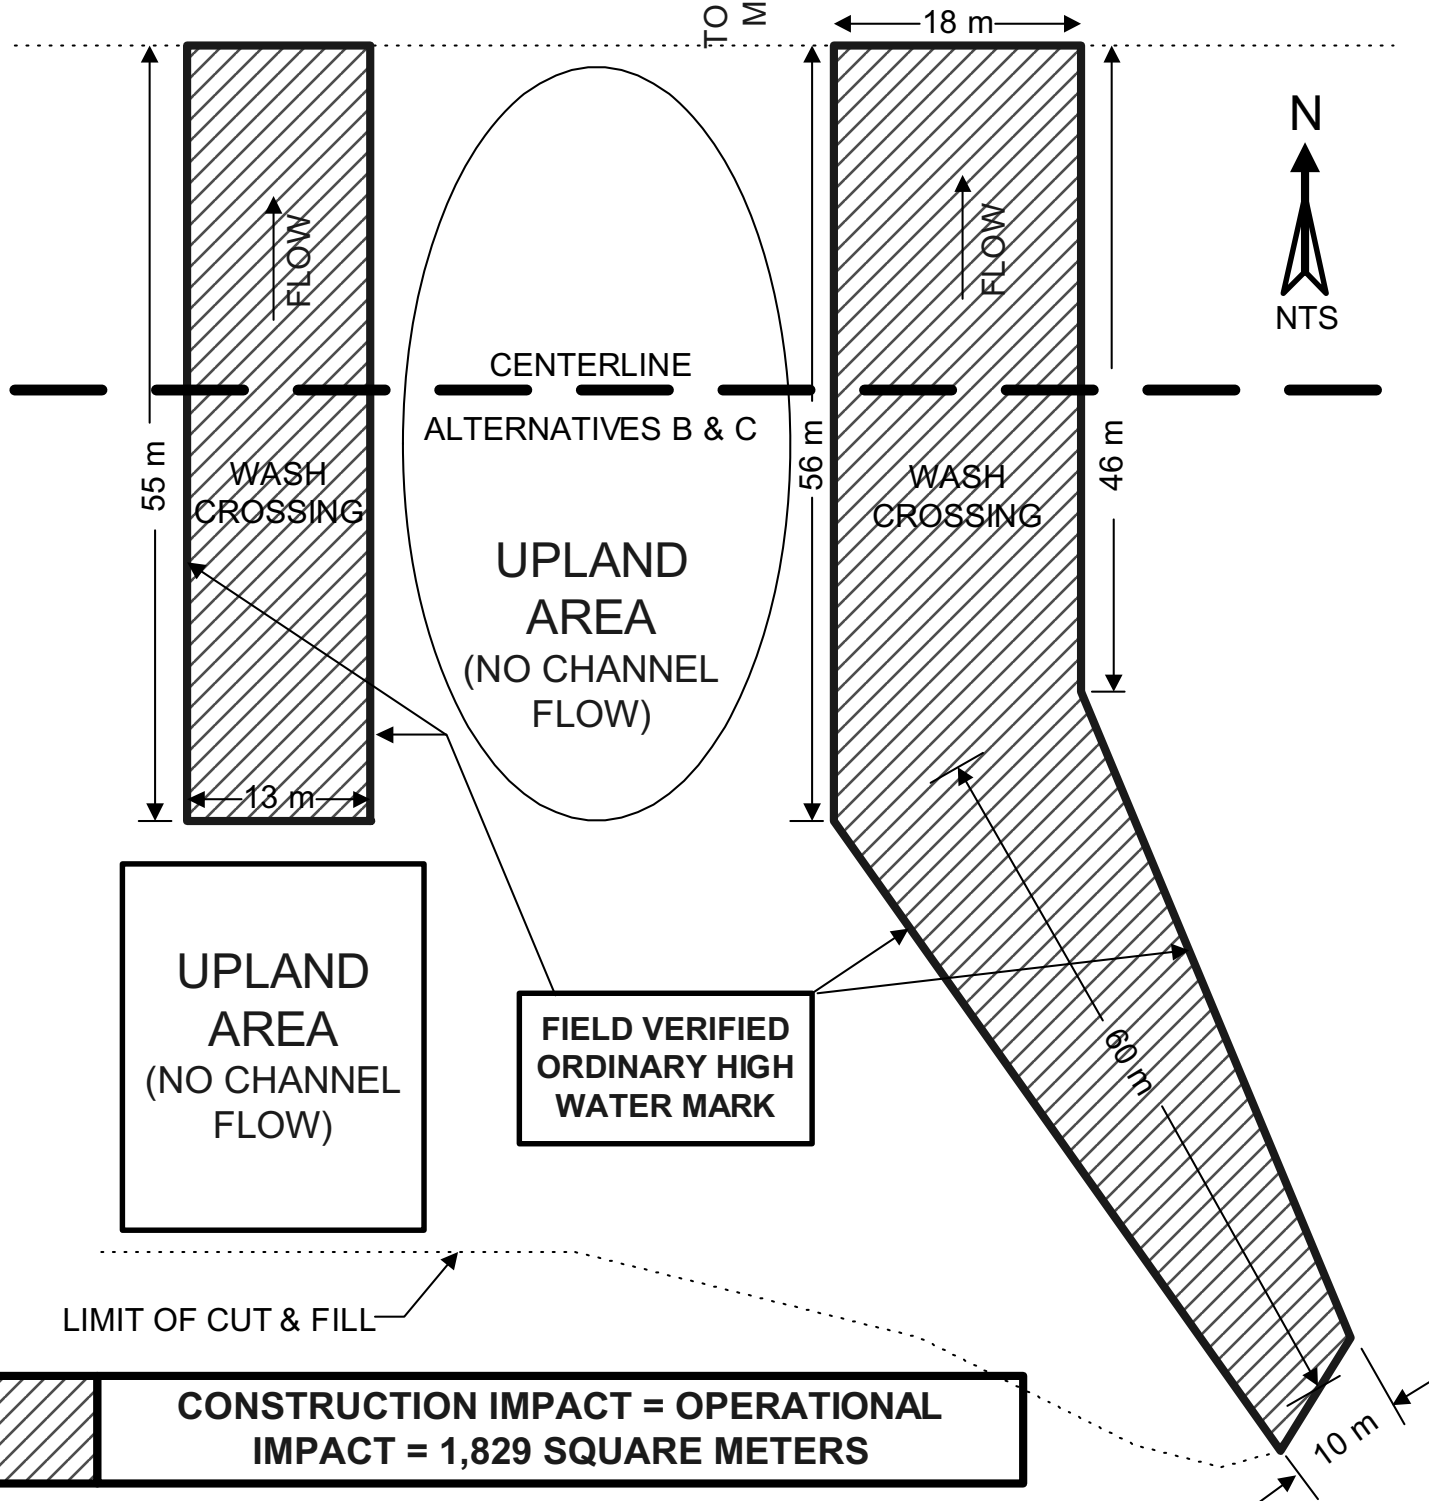 TO
M
18 m
N
NTS
FLOW
FLOW
CENTERLINE
ALTERNATIVES B & C
55 m
WASH
CROSSING
56 m
WASH
CROSSING
46 m
UPLAND
AREA
(NO CHANNEL
FLOW)
13 m
UPLAND
AREA
(NO CHANNEL
FLOW)
FIELD VERIFIED
ORDINARY HIGH
WATER MARK
60 m
LIMIT OF CUT & FILL
CONSTRUCTION IMPACT = OPERATIONAL
IMPACT = 1,829 SQUARE METERS
10 m